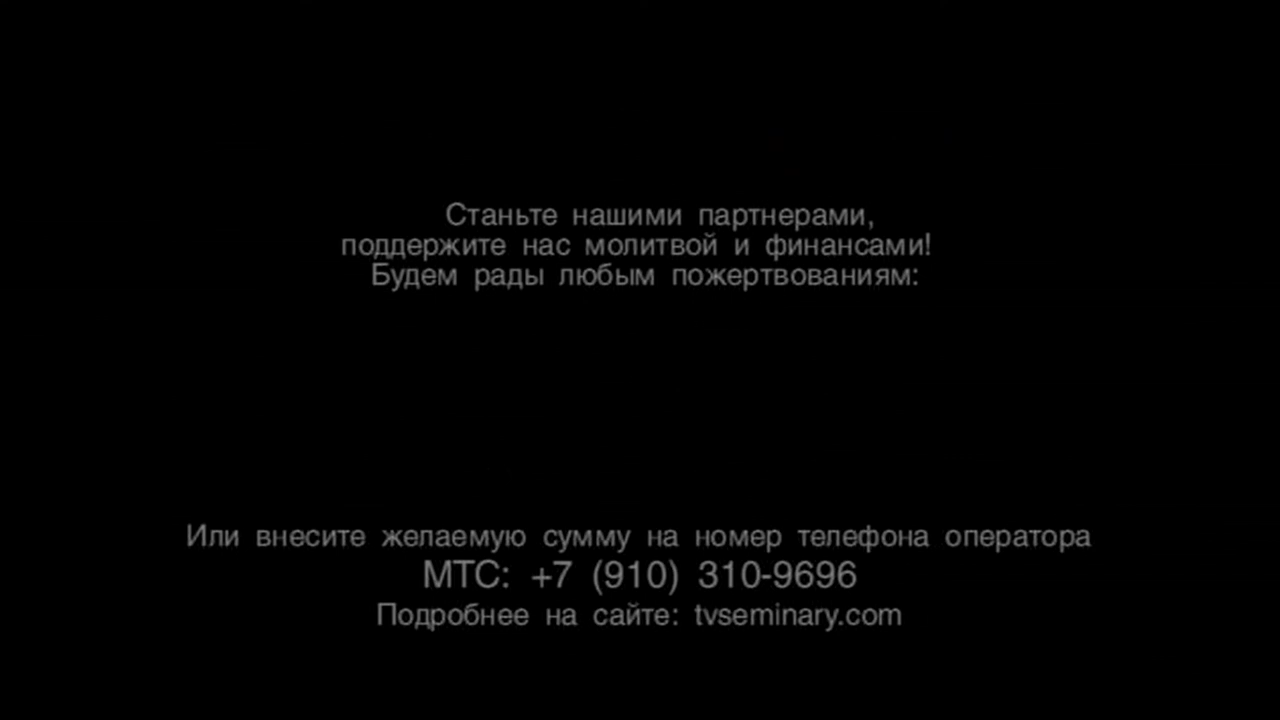 Станьте нашими партнерами,
поддержите нас молитвой и финансами!
Будем рады любым пожертвованиям:
Или внесите желаемую сумму на номер телефона оператора
МТС: +7 (910) 310-9696
Подробнее на сайте: tvseminary.com